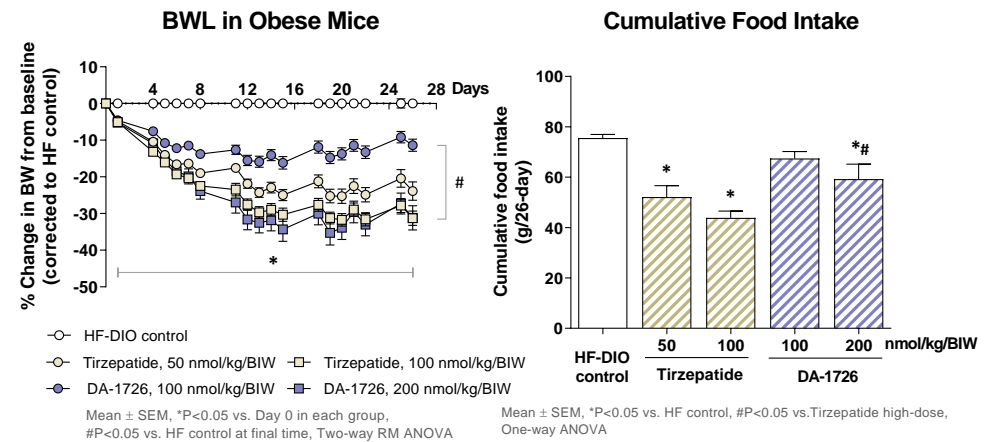 BWL in Obese Mice
% Change in BW from baseline
(corrected to HF control)
10
0
-10
-20
-30
-40
-50
4 8 12 16 20 24 28 Days
#
*
HF-DIO control
Tirzepatide, 50 nmol/kg/BIW
Tirzepatide, 100 nmol/kg/BIW
DA-1726, 100 nmol/kg/BIW
DA-1726, 200 nmol/kg/BIW
Mean ± SEM, *P<0.05 vs. Day 0 in each group,
#P<0.05 vs. HF control at final time, Two-way RM ANOVA
Cumulative Food Intake
Cumulative food intake
(g/26-day)
100
80
60
40
20
0
*
*
*#
50 100 100 200 nmol/kg/BIW
HF-DIO
control
Tirzepatide
DA-1726
Mean ± SEM, *P<0.05 vs. HF control, #P<0.05 vs.Tirzepatide high-dose,
One-way ANOVA